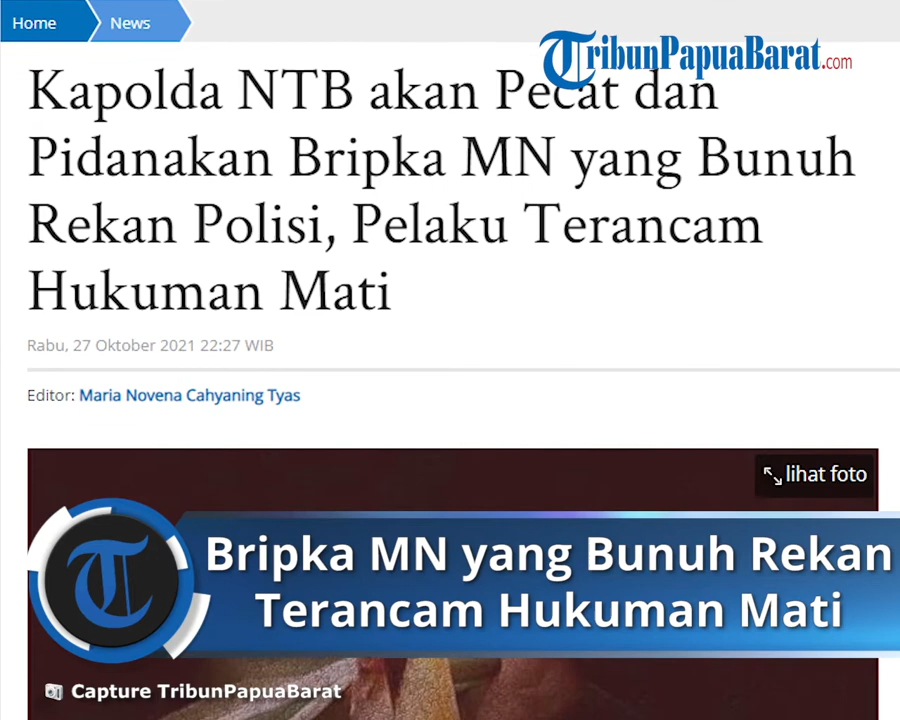 Home News
TribunPapuaBarat.com
Kapolda NTB akan Pecat dan
Pidanakan Bripka MN yang Bunuh
Rekan Polisi, Pelaku Terancam
Hukuman Mati
Rabu, 27 Oktober 2021 22:27 WIB
Editor: Maria Novena Cahyaning Tyas
lihat foto
T
Bripka MN yang Bunuh Rekan
Terancam Hukuman Mati
Capture TribunPapuaBarat